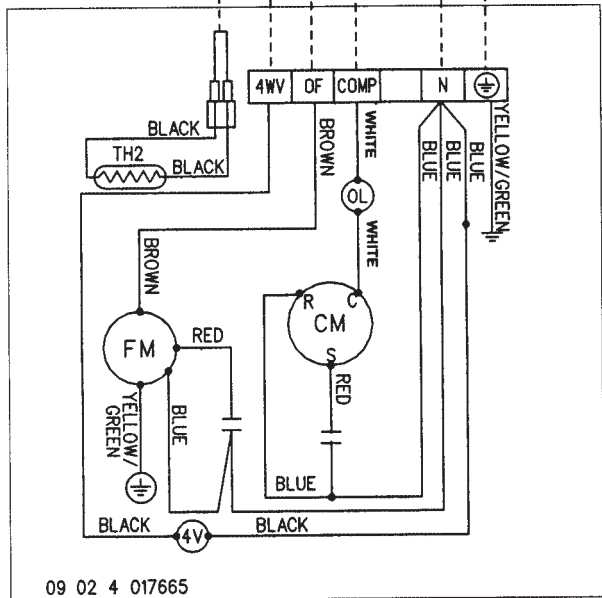 4WV OF COMP N
BLACK
TH2
BLACK
BROWN
WHITE
BLUE
BLUE
BLUE
YELLOW/GREEN
OL
WHITE
BROWN
R C
CM
S
FM
RED
RED
YELLOW/
GREEN
BLUE
BLUE
BLACK
4V
BLACK
09 02 4 017665